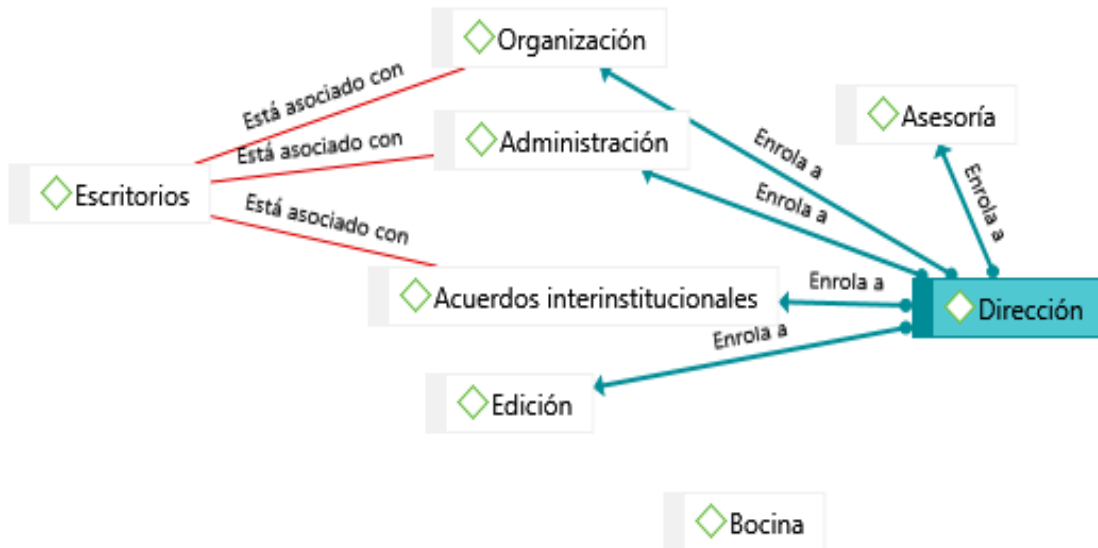 Organización
Está asociado con
Asesoría
Administración
Enrola a
Está asociado con
Enrola a
Escritorios
Enrola a
Está asociado con
Acuerdos interinstitucionales
Enrola a
Dirección
Enrola a
Edición
Bocina